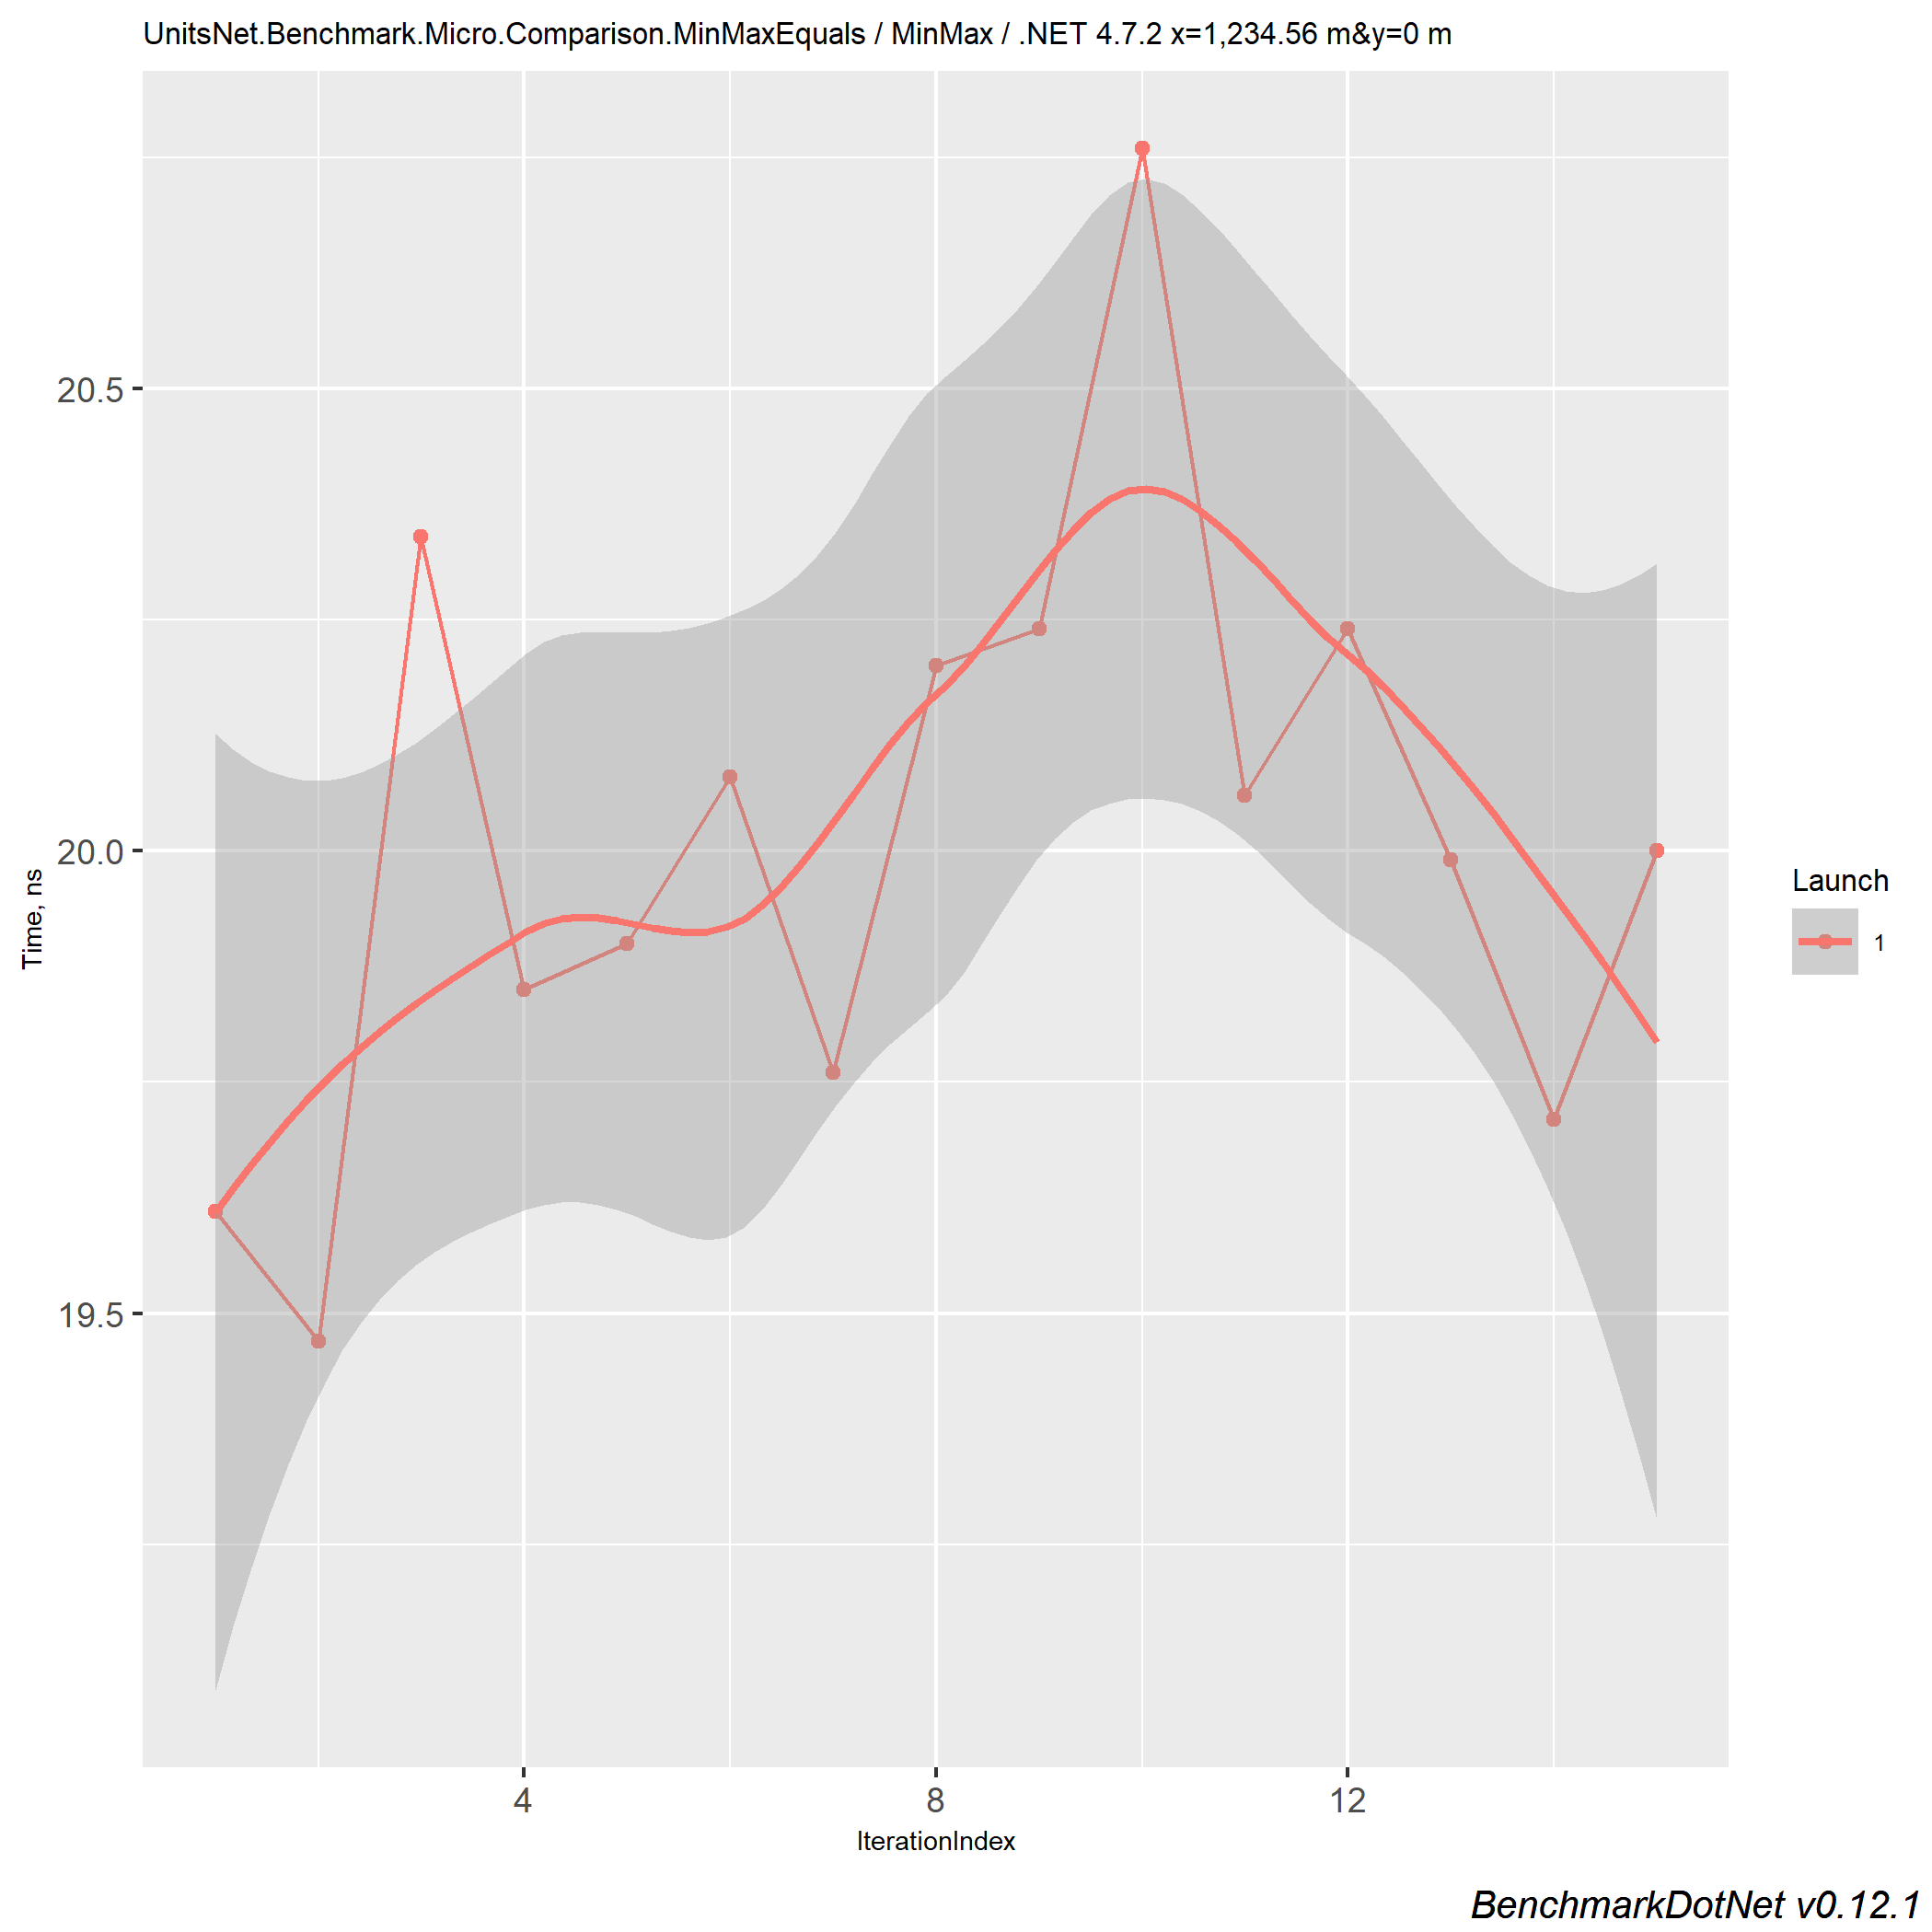 UnitsNet.Benchmark.Micro.Comparison.MinMaxEquals / MinMax / .NET 4.7.2 x=1,234.56 m&y=0 m
20.5
20.0
19.5
Time, ns
4
8
12
IterationIndex
Launch
1
BenchmarkDotNet v0.12.1